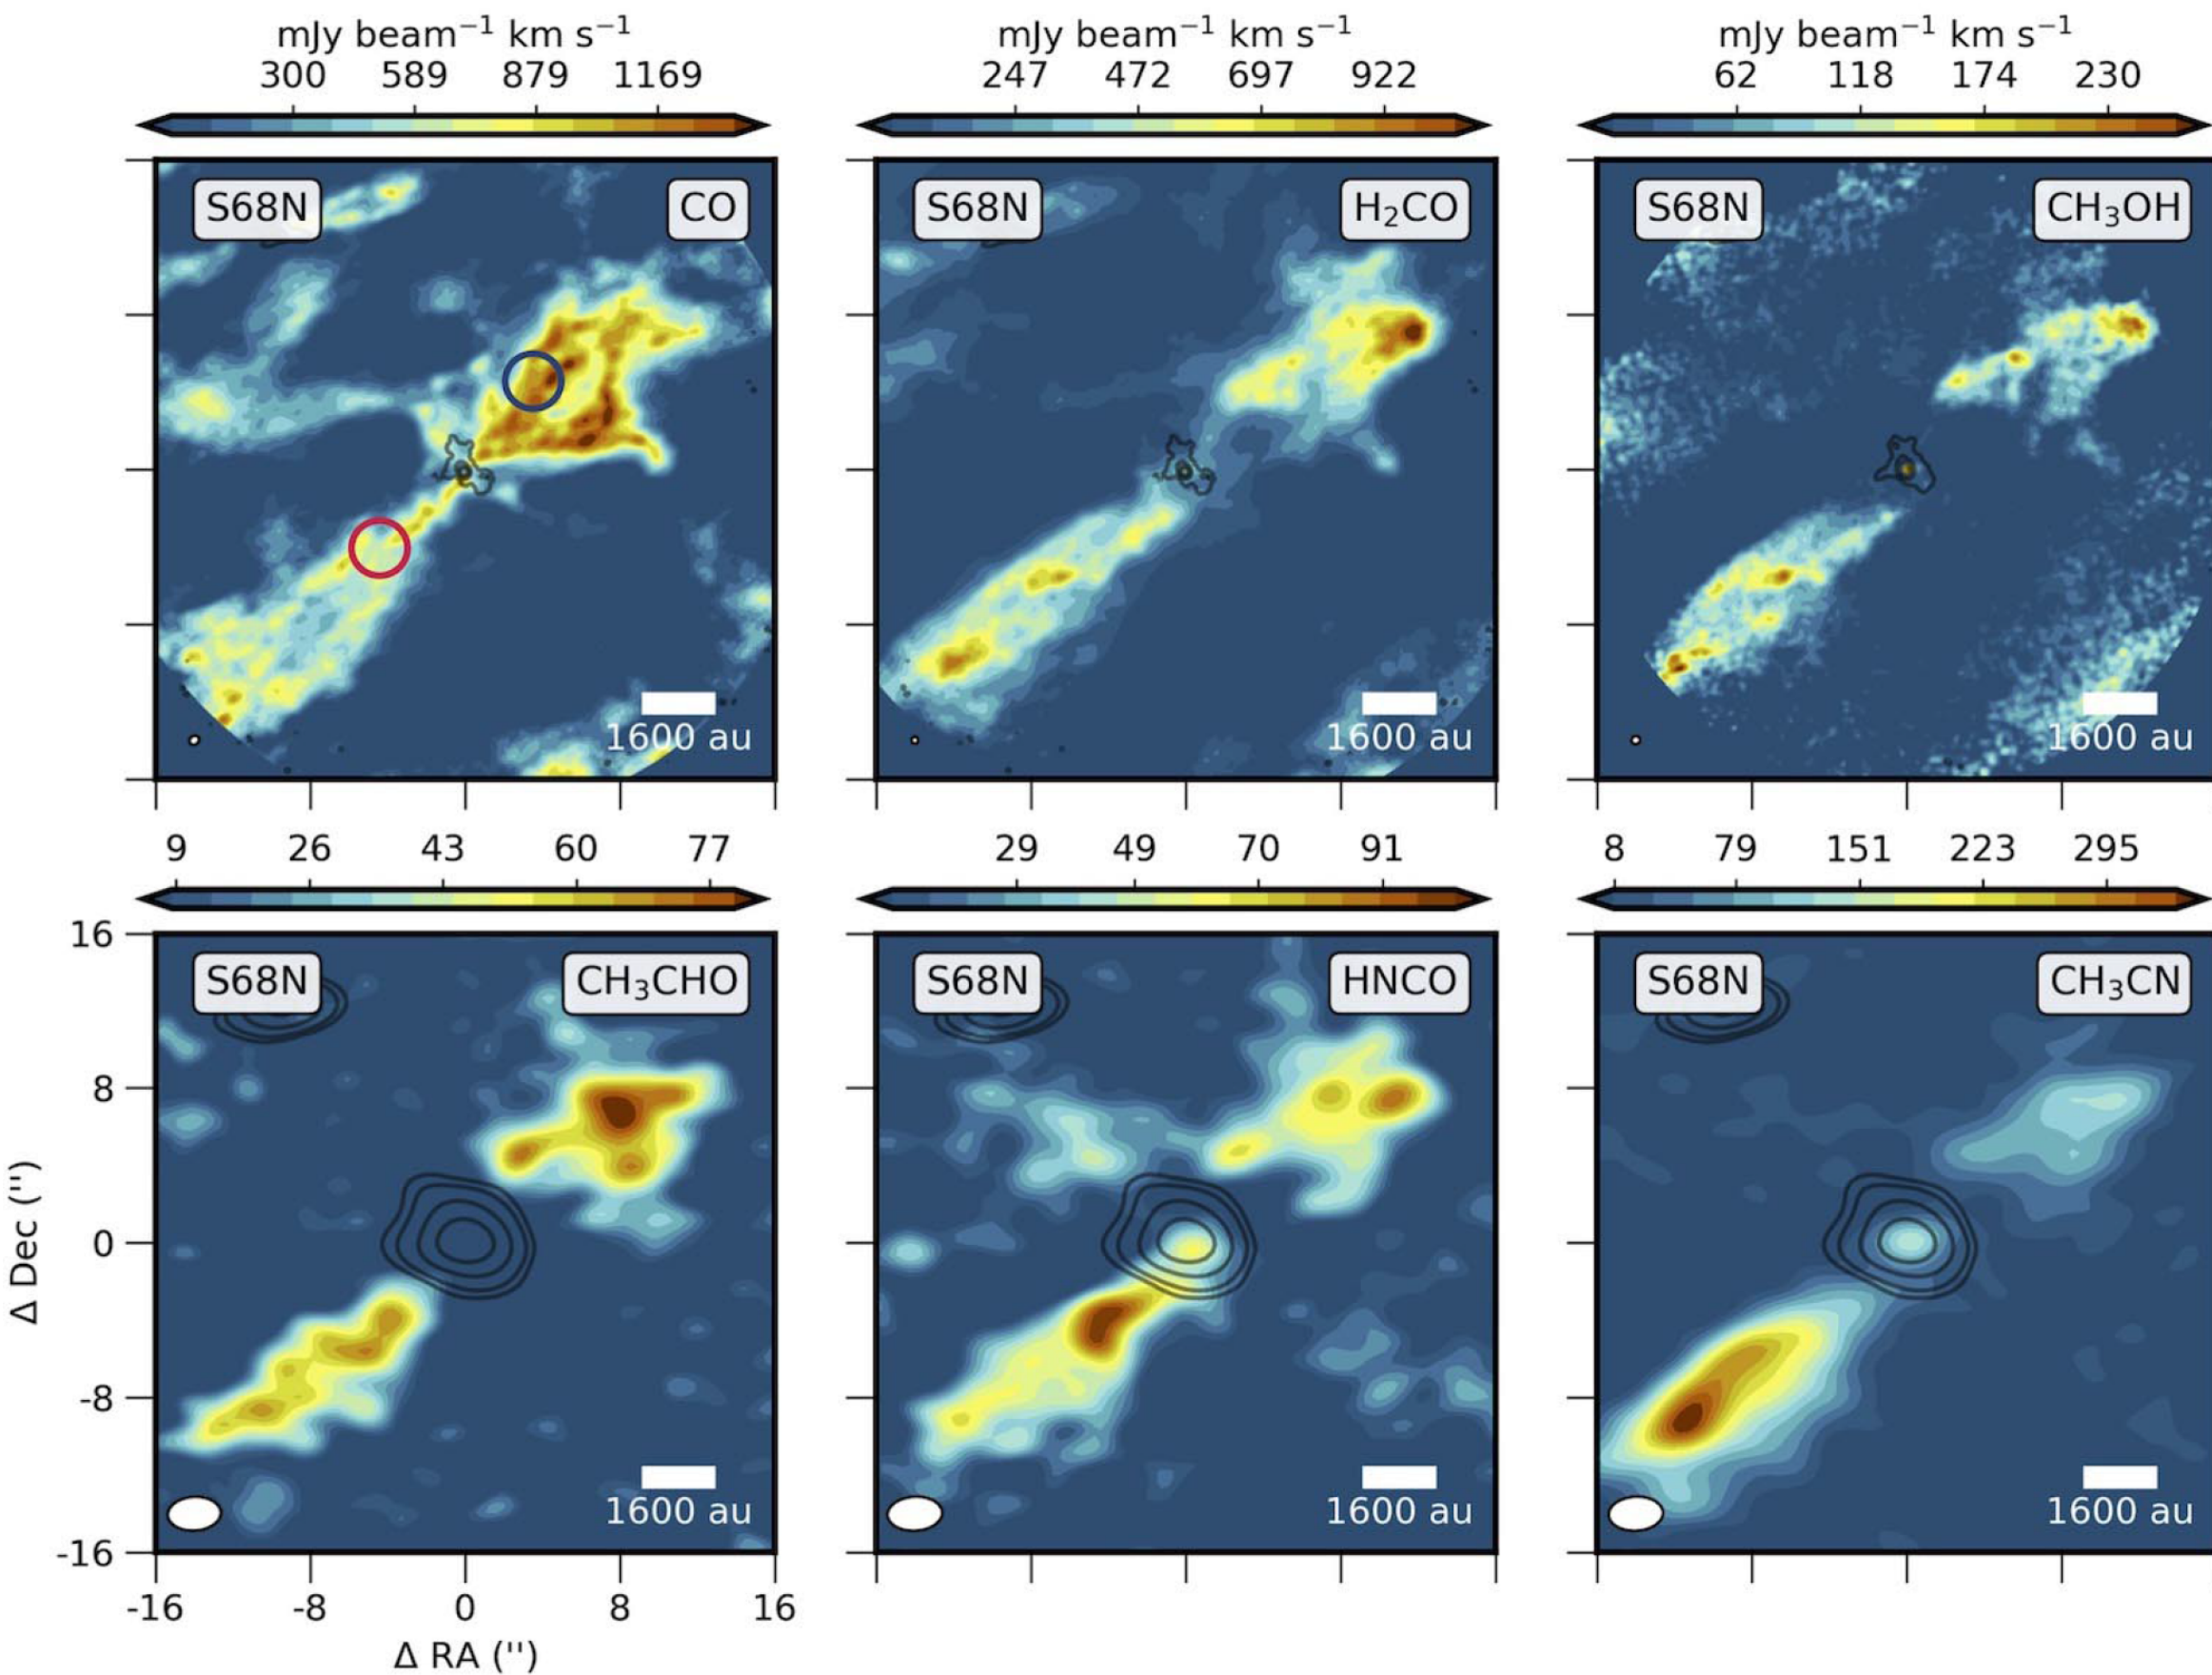 mJy beam⁻¹ km s⁻¹ mJy beam⁻¹ km s⁻¹ mJy beam⁻¹ km s⁻¹
300 589 879 1169 247 472 697 922 62 118 174 230
S68N CO S68N H₂CO S68N CH₃OH
1600 au 1600 au 1600 au
9 26 43 60 77 29 49 70 91 8 79 151 223 295
16
S68N CH₃CHO S68N HNCO S68N CH₃CN
8
0
-8
Δ Dec ('')
1600 au 1600 au 1600 au
-16
-16 -8 0 8 16
Δ RA ('')